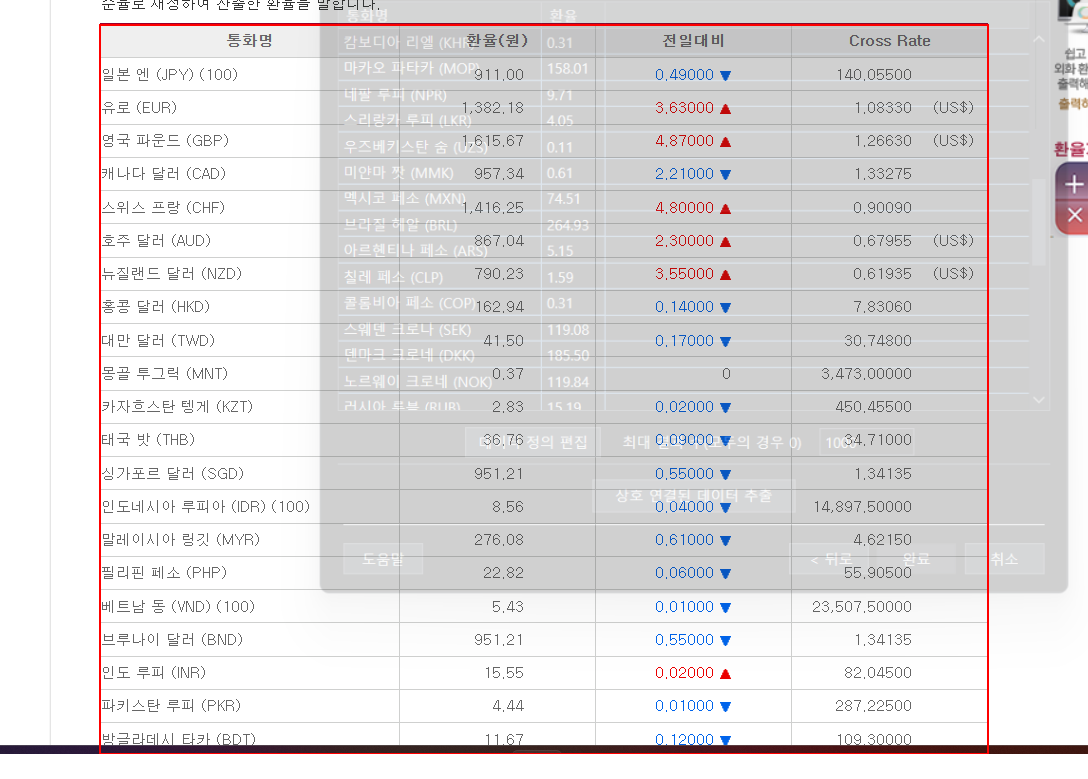 순율로 재정하여 산출한 환율을 말합니다.
통화명 환율(원) 전일대비 Cross Rate
일본 엔 (JPY) (100) 911.00 0.49000 ▼ 140.05500
유로 (EUR) 1,382.18 3.63000 ▲ 1.08330 (US$)
영국 파운드 (GBP) 1,615.67 4.87000 ▲ 1.26630 (US$)
캐나다 달러 (CAD) 957.34 2.21000 ▼ 1.33275
스위스 프랑 (CHF) 1,416.25 4.80000 ▲ 0.90090
호주 달러 (AUD) 867.04 2.30000 ▲ 0.67955 (US$)
뉴질랜드 달러 (NZD) 790.23 3.55000 ▲ 0.61935 (US$)
홍콩 달러 (HKD) 162.94 0.14000 ▼ 7.83060
대만 달러 (TWD) 41.50 0.17000 ▼ 30.74800
몽골 투그릭 (MNT) 0.37 0 3,473.00000
카자흐스탄 텡게 (KZT) 2.83 0.02000 ▼ 450.45500
태국 밧 (THB) 36.76 0.09000 ▼ 34.71000
싱가포르 달러 (SGD) 951.21 0.55000 ▼ 1.34135
인도네시아 루피아 (IDR) (100) 8.56 0.04000 ▼ 14,897.50000
말레이시아 링깃 (MYR) 276.08 0.61000 ▼ 4.62150
필리핀 페소 (PHP) 22.82 0.06000 ▼ 55.90500
베트남 동 (VND) (100) 5.43 0.01000 ▼ 23,507.50000
브루나이 달러 (BND) 951.21 0.55000 ▼ 1.34135
인도 루피 (INR) 15.55 0.02000 ▲ 82.04500
파키스탄 루피 (PKR) 4.44 0.01000 ▼ 287.22500
방글라데시 타카 (BDT) 11.67 0.12000 ▼ 109.30000
통화명 환율
캄보디아 리엘 (KHR) 0.31
마카오 파타카 (MOP) 158.01
네팔 루피 (NPR) 9.71
스리랑카 루피 (LKR) 4.05
우즈베키스탄 숨 (UZS) 0.11
미얀마 짯 (MMK) 0.61
멕시코 페소 (MXN) 74.51
브라질 헤알 (BRL) 264.93
아르헨티나 페소 (ARS) 5.15
칠레 페소 (CLP) 1.59
콜롬비아 페소 (COP) 0.31
스웨덴 크로나 (SEK) 119.08
덴마크 크로네 (DKK) 185.50
노르웨이 크로네 (NOK) 119.84
러시아 루블 (RUB) 15.19
정의 편집
상호 연결된 데이터 추출
도움말 < 뒤로 완료 취소
쉽고
외화 환
출력해
출력하
환율